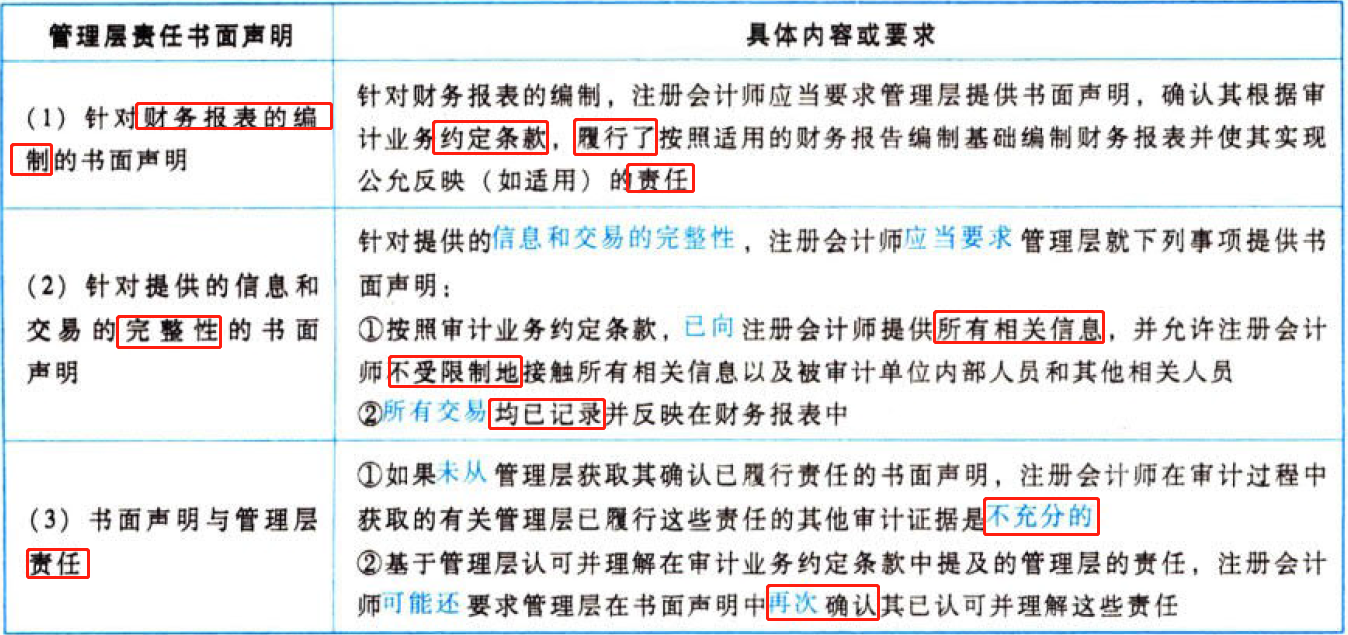 管理层责任书面声明
具体内容或要求
(1) 针对财务报表的编
制的书面声明
针对财务报表的编制，注册会计师应当要求管理层提供书面声明，确认其根据审
计业务约定条款，履行了按照适用的财务报告编制基础编制财务报表并使其实现
公允反映（如适用）的责任
(2) 针对提供的信息和
交易的完整性的书面
声明
针对提供的信息和交易的完整性，注册会计师应当要求管理层就下列事项提供书
面声明：
①按照审计业务约定条款，已向注册会计师提供所有相关信息，并允许注册会计
师不受限制地接触所有相关信息以及被审计单位内部人员和其他相关人员
②所有交易均已记录并反映在财务报表中
(3) 书面声明与管理层
责任
①如果未从管理层获取其确认已履行责任的书面声明，注册会计师在审计过程中
获取的有关管理层已履行这些责任的其他审计证据是不充分的
②基于管理层认可并理解在审计业务约定条款中提及的管理层的责任，注册会计
师可能还要求管理层在书面声明中再次确认其已认可并理解这些责任